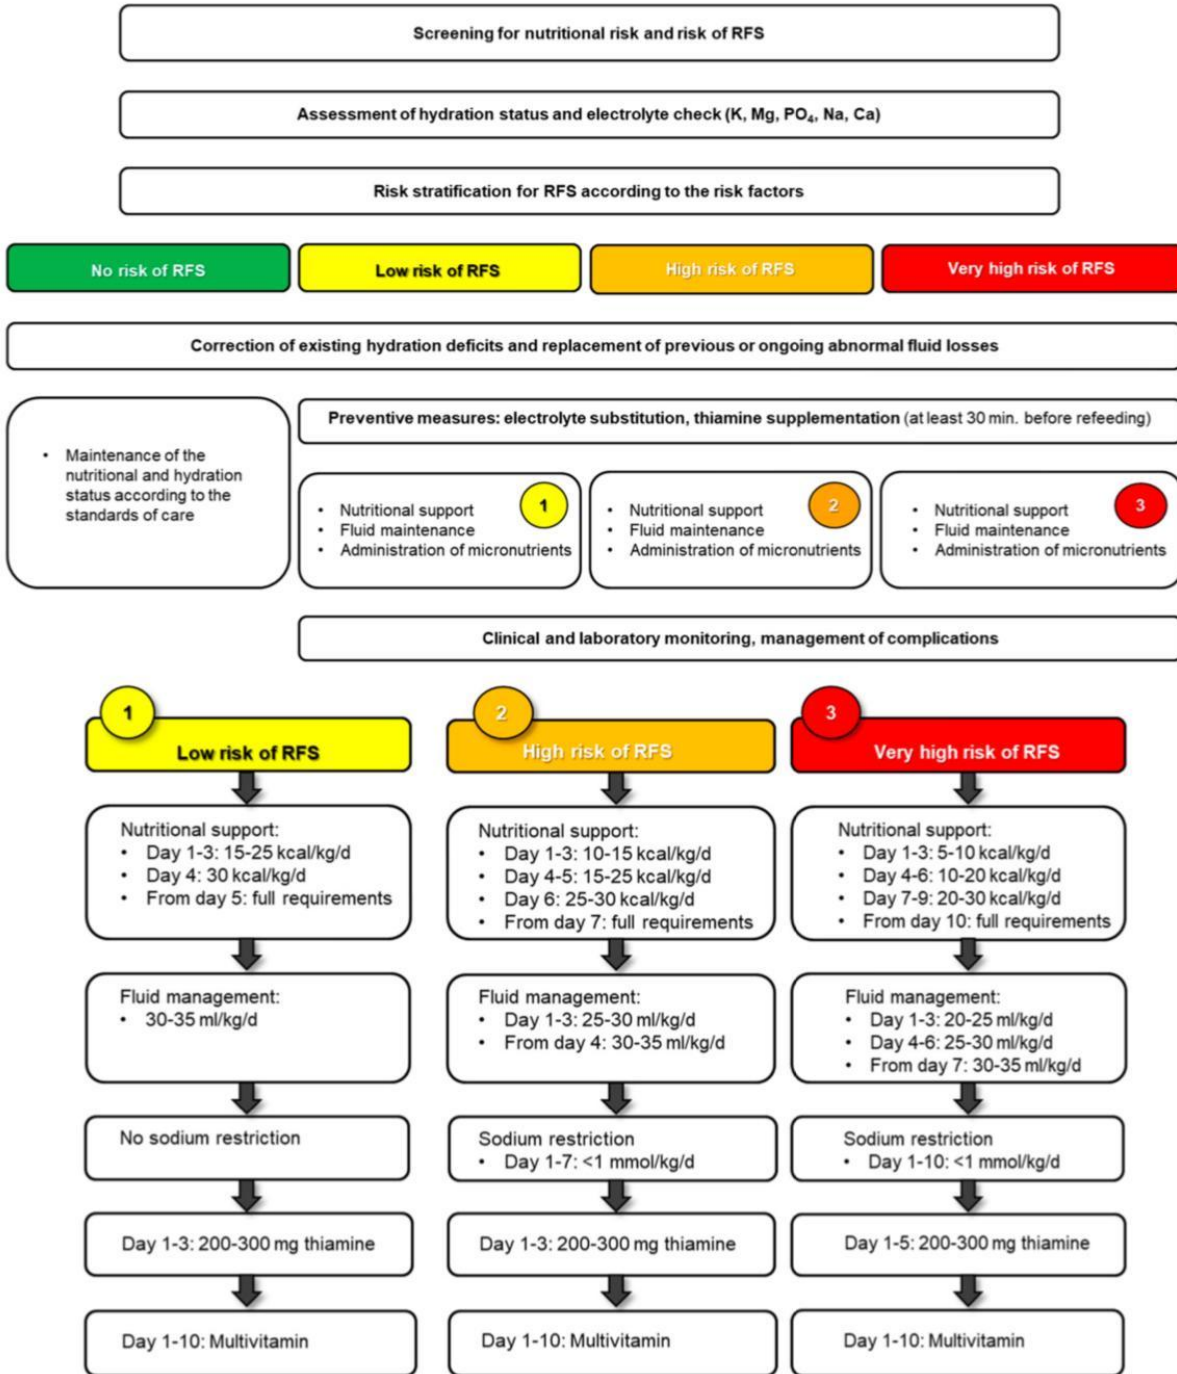 Screening for nutritional risk and risk of RFS
Assessment of hydration status and electrolyte check (K, Mg, PO₄, Na, Ca)
Risk stratification for RFS according to the risk factors
No risk of RFS
Low risk of RFS
High risk of RFS
Very high risk of RFS
Correction of existing hydration deficits and replacement of previous or ongoing abnormal fluid losses
• Maintenance of the
nutritional and hydration
status according to the
standards of care
Preventive measures: electrolyte substitution, thiamine supplementation (at least 30 min. before refeeding)
1
• Nutritional support
• Fluid maintenance
• Administration of micronutrients
2
• Nutritional support
• Fluid maintenance
• Administration of micronutrients
3
• Nutritional support
• Fluid maintenance
• Administration of micronutrients
Clinical and laboratory monitoring, management of complications
1
Low risk of RFS
Nutritional support:
• Day 1-3: 15-25 kcal/kg/d
• Day 4: 30 kcal/kg/d
• From day 5: full requirements
Fluid management:
• 30-35 ml/kg/d
No sodium restriction
Day 1-3: 200-300 mg thiamine
Day 1-10: Multivitamin
2
High risk of RFS
Nutritional support:
• Day 1-3: 10-15 kcal/kg/d
• Day 4-5: 15-25 kcal/kg/d
• Day 6: 25-30 kcal/kg/d
• From day 7: full requirements
Fluid management:
• Day 1-3: 25-30 ml/kg/d
• From day 4: 30-35 ml/kg/d
Sodium restriction
• Day 1-7: <1 mmol/kg/d
Day 1-3: 200-300 mg thiamine
Day 1-10: Multivitamin
3
Very high risk of RFS
Nutritional support:
• Day 1-3: 5-10 kcal/kg/d
• Day 4-6: 10-20 kcal/kg/d
• Day 7-9: 20-30 kcal/kg/d
• From day 10: full requirements
Fluid management:
• Day 1-3: 20-25 ml/kg/d
• Day 4-6: 25-30 ml/kg/d
• From day 7: 30-35 ml/kg/d
Sodium restriction
• Day 1-10: <1 mmol/kg/d
Day 1-5: 200-300 mg thiamine
Day 1-10: Multivitamin